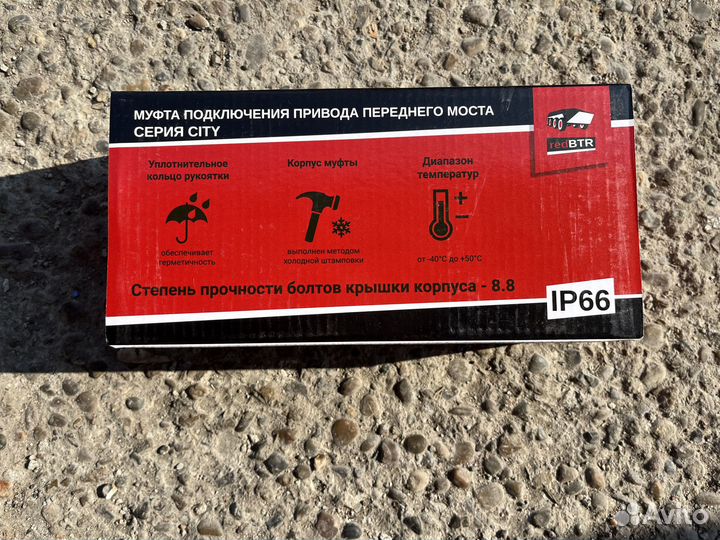 МУФТА ПОДКЛЮЧЕНИЯ ПРИВОДА ПЕРЕДНЕГО МОСТА
СЕРИЯ CITY
redBTR
Уплотнительное
кольцо рукоятки
обеспечивает
герметичность
Корпус муфты
выполнен методом
холодной штамповки
Диапазон
температур
+
−
от -40°C до +50°C
Степень прочности болтов крышки корпуса - 8.8
IP66
Avito